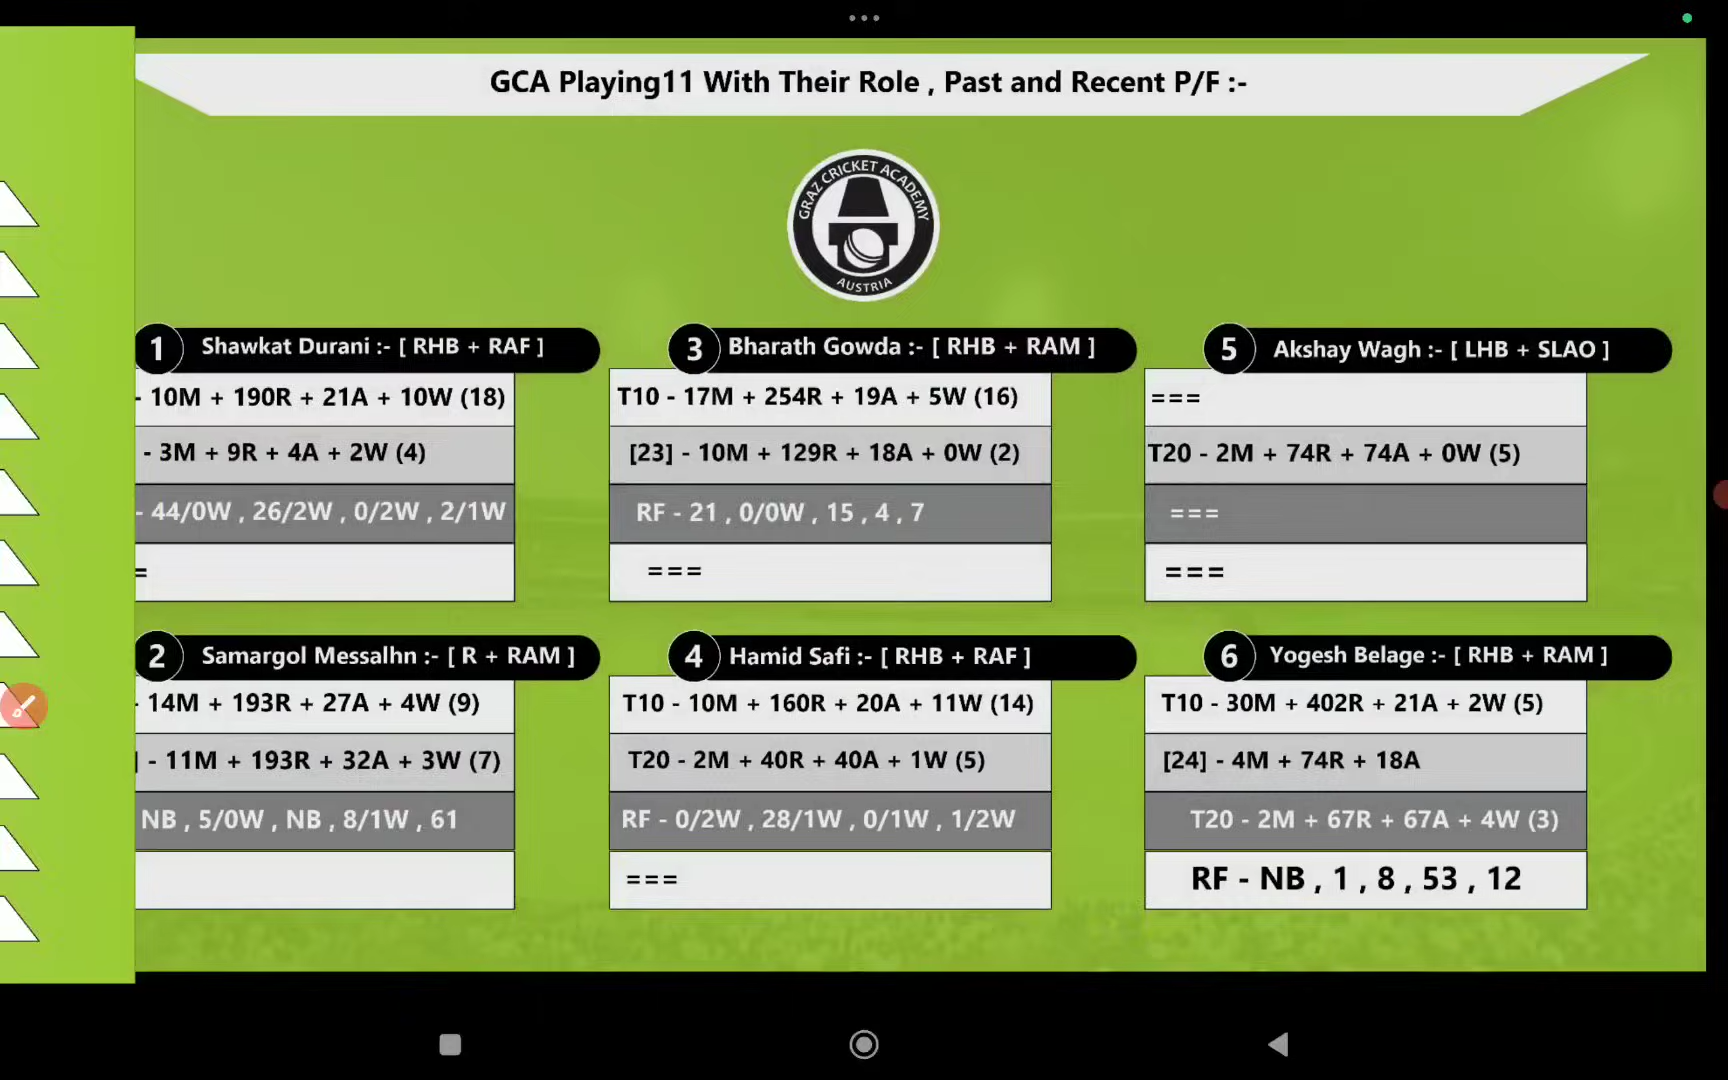 GCA Playing11 With Their Role , Past and Recent P/F :-
GRAZ CRICKET ACADEMY
AUSTRIA
1 Shawkat Durani :- [ RHB + RAF ]
- 10M + 190R + 21A + 10W (18)
- 3M + 9R + 4A + 2W (4)
- 44/0W , 26/2W , 0/2W , 2/1W
=
2 Samargol Messalhn :- [ R + RAM ]
- 14M + 193R + 27A + 4W (9)
] - 11M + 193R + 32A + 3W (7)
NB , 5/0W , NB , 8/1W , 61
3 Bharath Gowda :- [ RHB + RAM ]
T10 - 17M + 254R + 19A + 5W (16)
[23] - 10M + 129R + 18A + 0W (2)
RF - 21 , 0/0W , 15 , 4 , 7
===
4 Hamid Safi :- [ RHB + RAF ]
T10 - 10M + 160R + 20A + 11W (14)
T20 - 2M + 40R + 40A + 1W (5)
RF - 0/2W , 28/1W , 0/1W , 1/2W
===
5 Akshay Wagh :- [ LHB + SLAO ]
===
T20 - 2M + 74R + 74A + 0W (5)
===
===
6 Yogesh Belage :- [ RHB + RAM ]
T10 - 30M + 402R + 21A + 2W (5)
[24] - 4M + 74R + 18A
T20 - 2M + 67R + 67A + 4W (3)
RF - NB , 1 , 8 , 53 , 12